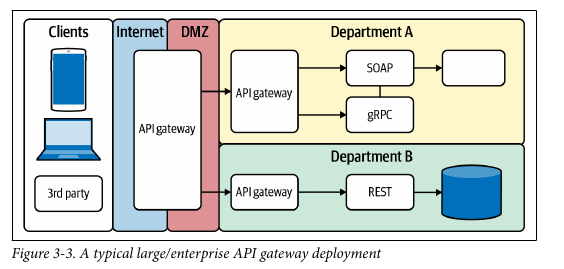 Clients
Internet
DMZ
Department A
API gateway
API gateway
SOAP
gRPC
3rd party
Department B
API gateway
REST
Figure 3-3. A typical large/enterprise API gateway deployment